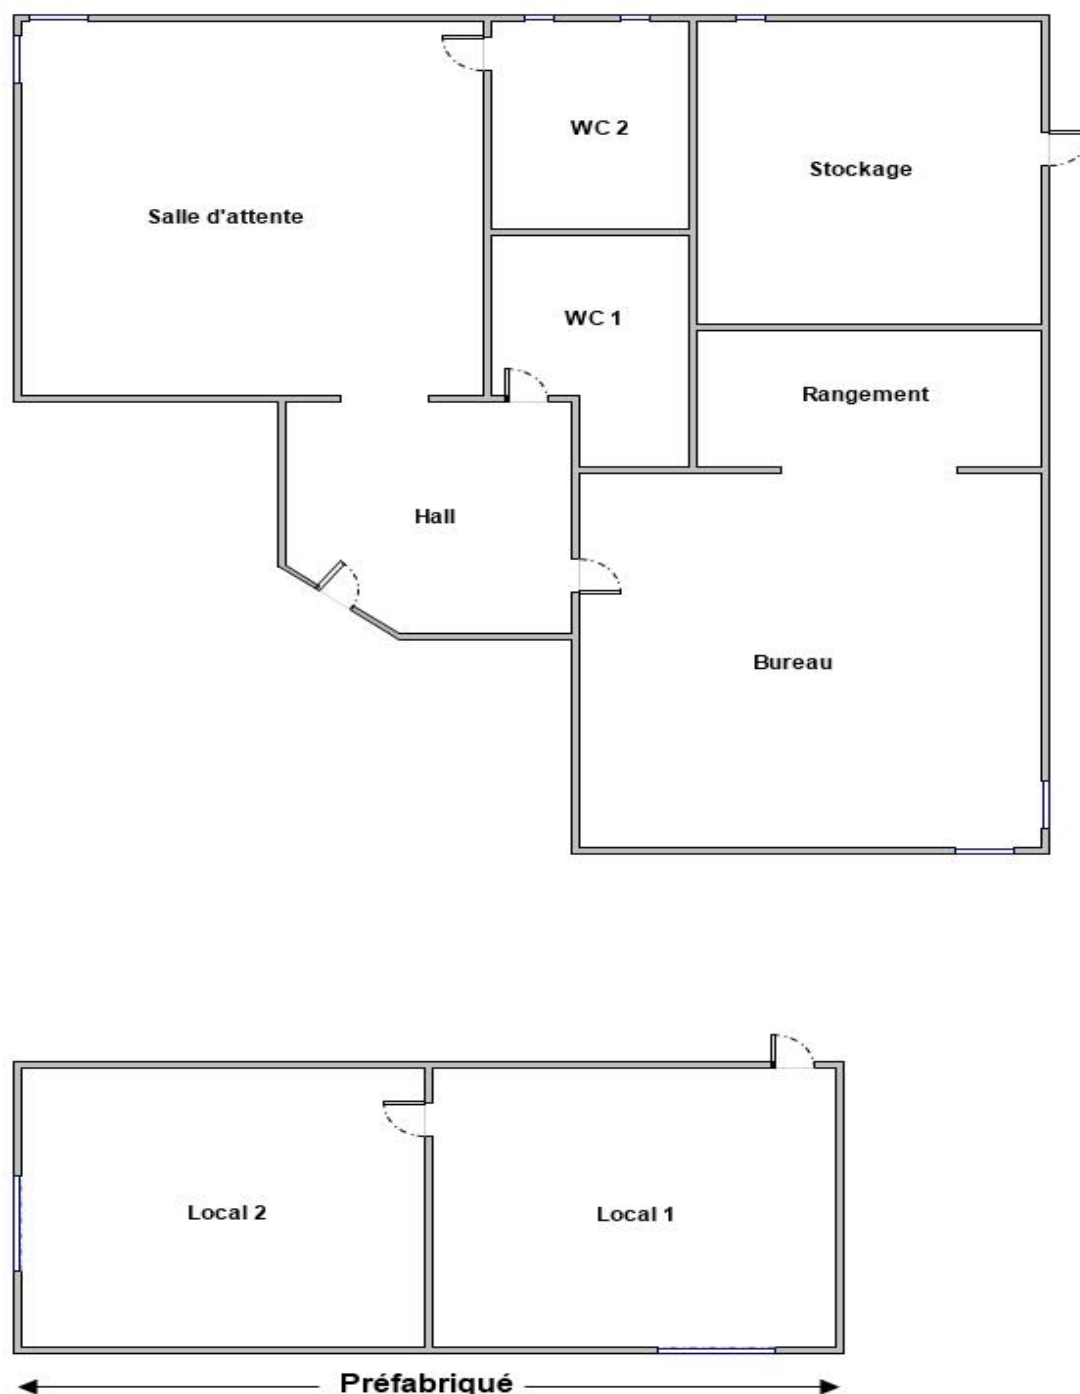 WC 2
Stockage
Salle d'attente
WC 1
Rangement
Hall
Bureau
Local 2
Local 1
Préfabriqué